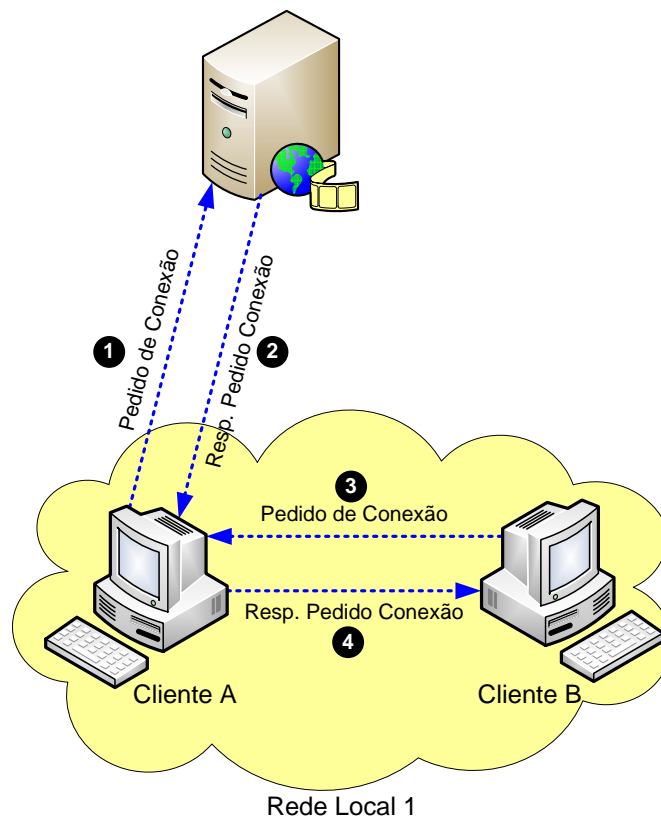 1
Pedido de Conexão
2
Resp. Pedido Conexão
3
Pedido de Conexão
Resp. Pedido Conexão
4
Cliente A
Cliente B
Rede Local 1